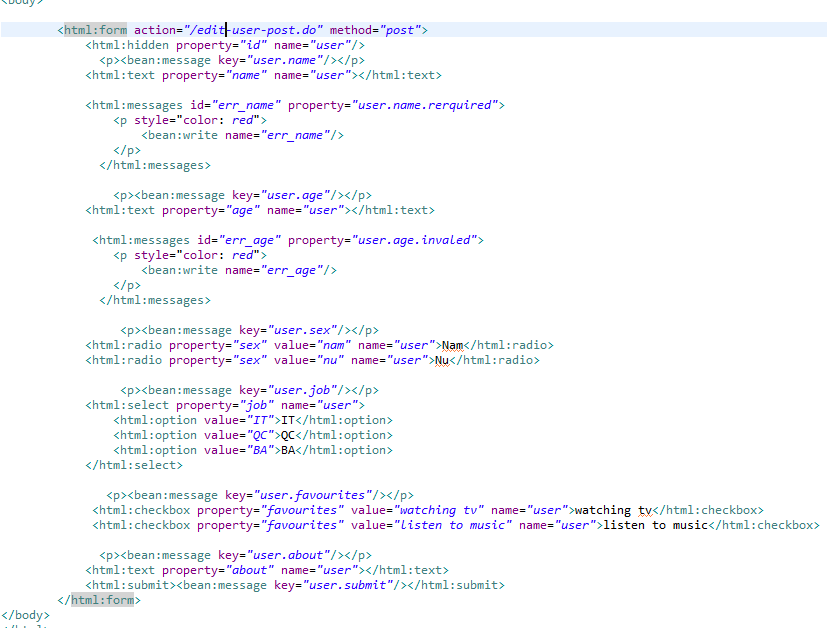 <body>
<html:form action="/edit-user-post.do" method="post">
<html:hidden property="id" name="user"/>
<p><bean:message key="user.name"/></p>
<html:text property="name" name="user"></html:text>
<html:messages id="err_name" property="user.name.rerquired">
<p style="color: red">
<bean:write name="err_name"/>
</p>
</html:messages>
<p><bean:message key="user.age"/></p>
<html:text property="age" name="user"></html:text>
<html:messages id="err_age" property="user.age.invaled">
<p style="color: red">
<bean:write name="err_age"/>
</p>
</html:messages>
<p><bean:message key="user.sex"/></p>
<html:radio property="sex" value="nam" name="user">Nam</html:radio>
<html:radio property="sex" value="nu" name="user">Nu</html:radio>
<p><bean:message key="user.job"/></p>
<html:select property="job" name="user">
<html:option value="IT">IT</html:option>
<html:option value="QC">QC</html:option>
<html:option value="BA">BA</html:option>
</html:select>
<p><bean:message key="user.favourites"/></p>
<html:checkbox property="favourites" value="watching tv" name="user">watching tv</html:checkbox>
<html:checkbox property="favourites" value="listen to music" name="user">listen to music</html:checkbox>
<p><bean:message key="user.about"/></p>
<html:text property="about" name="user"></html:text>
<html:submit><bean:message key="user.submit"/></html:submit>
</html:form>
</body>